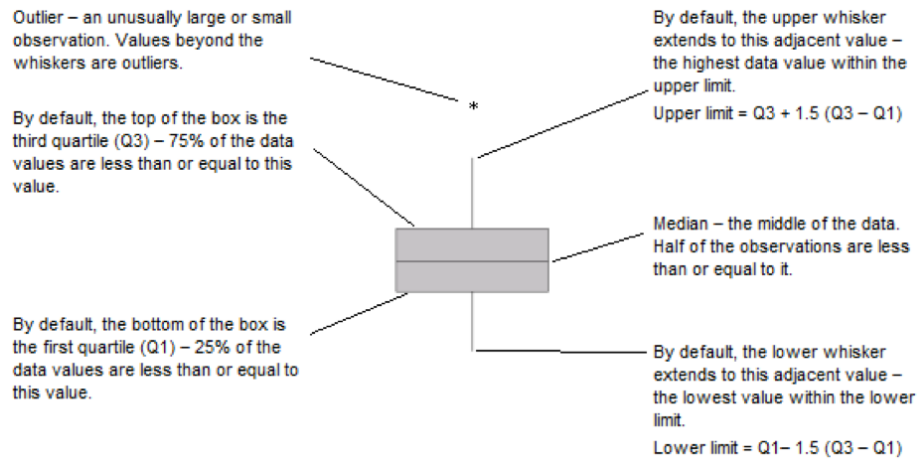 Outlier – an unusually large or small
observation. Values beyond the
whiskers are outliers.
By default, the upper whisker
extends to this adjacent value –
the highest data value within the
upper limit.
Upper limit = Q3 + 1.5 (Q3 – Q1)
*
By default, the top of the box is the
third quartile (Q3) – 75% of the data
values are less than or equal to this
value.
Median – the middle of the data.
Half of the observations are less
than or equal to it.
By default, the bottom of the box is
the first quartile (Q1) – 25% of the
data values are less than or equal to
this value.
By default, the lower whisker
extends to this adjacent value –
the lowest value within the lower
limit.
Lower limit = Q1– 1.5 (Q3 – Q1)